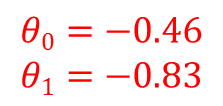 θ₀ = −0.46
θ₁ = −0.83